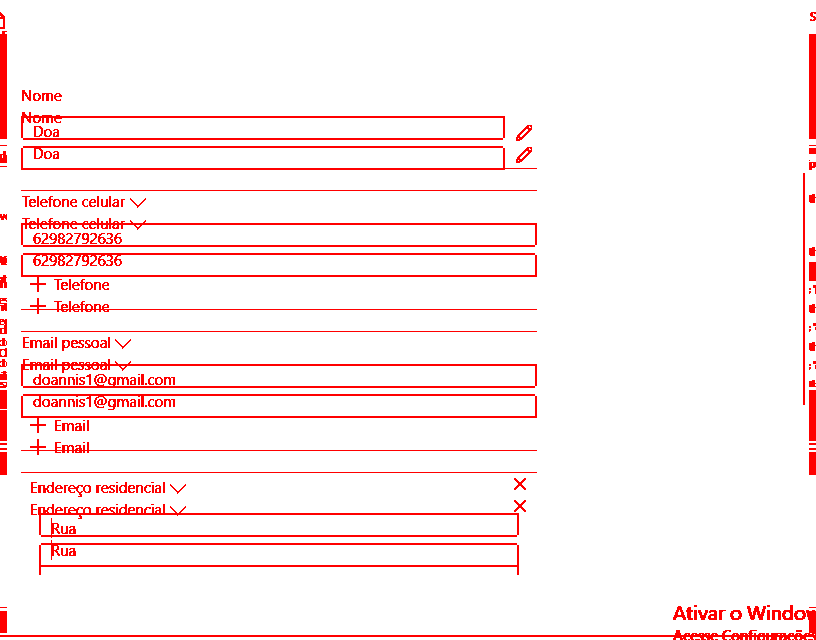 Nome
Nome
Doa
Doa
Telefone celular
Telefone celular
62982792636
62982792636
+ Telefone
+ Telefone
Email pessoal
Email pessoal
doannis1@gmail.com
doannis1@gmail.com
+ Email
+ Email
Endereço residencial
Endereço residencial
Rua
Rua
Ativar o Window
Acesse Configurações